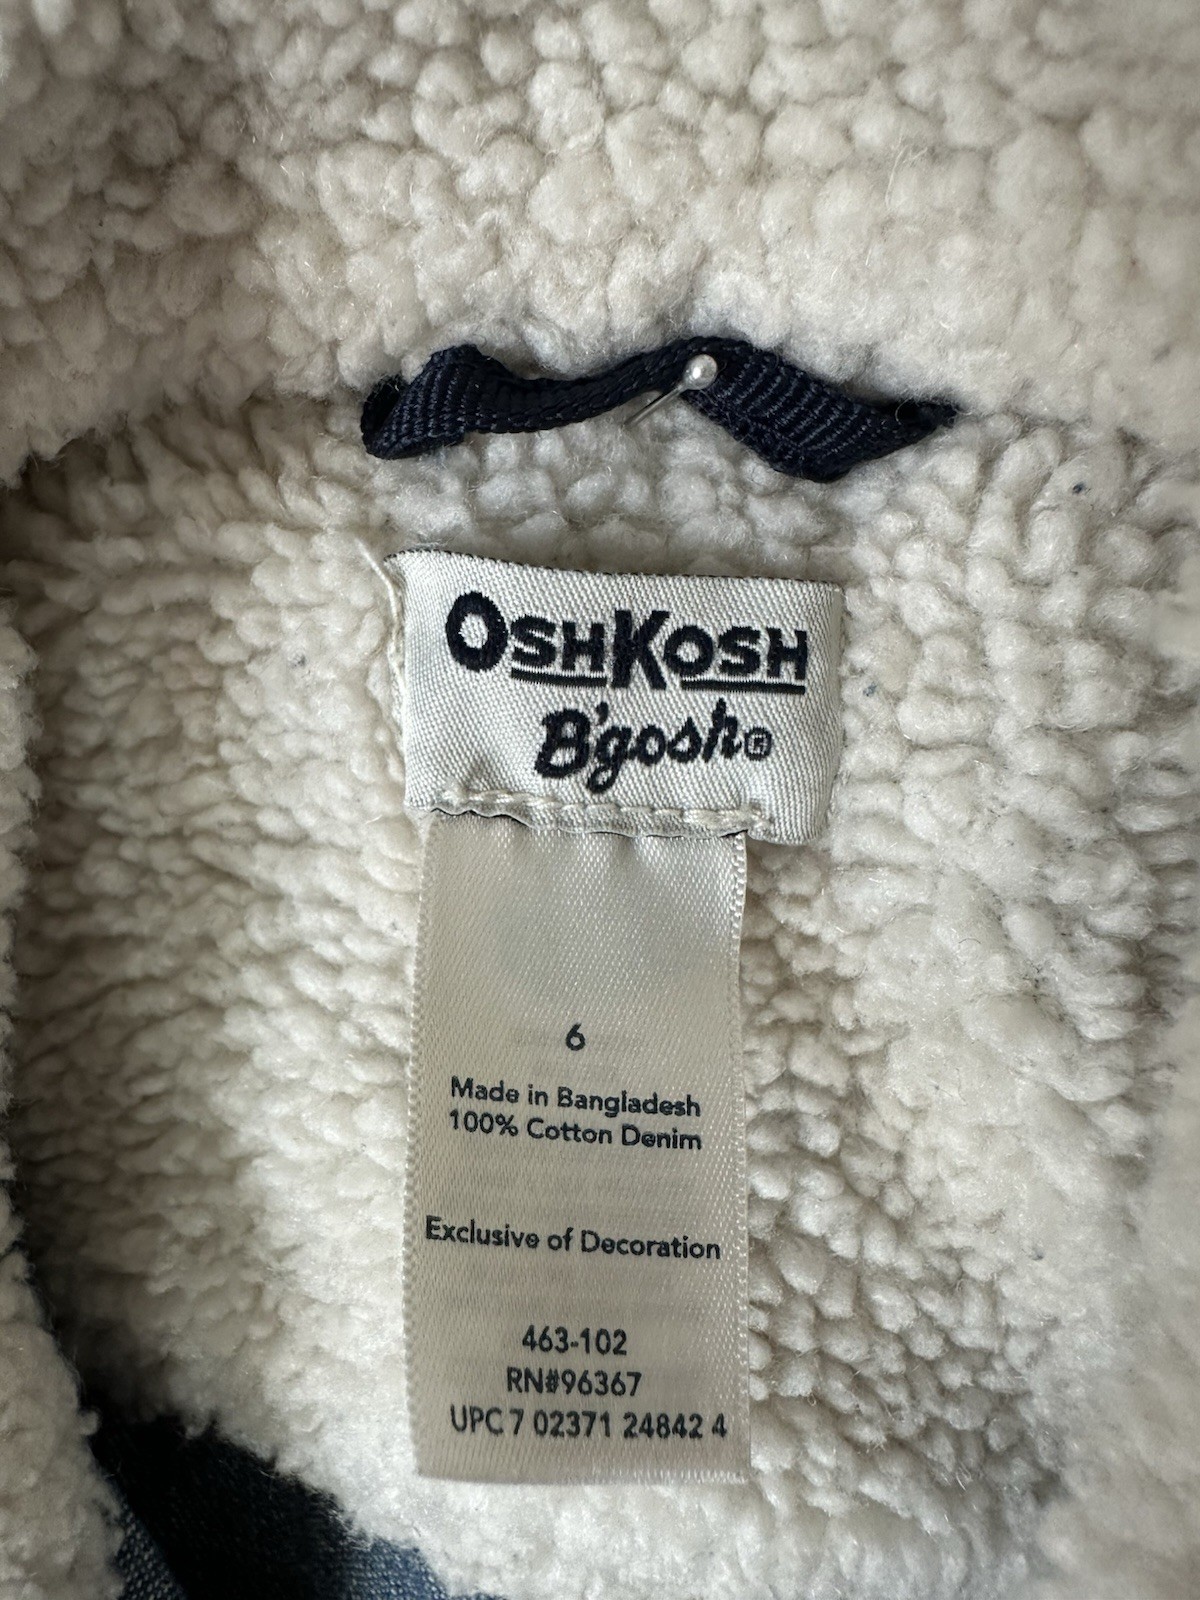 OSHKOSH
B'gosh®
6
Made in Bangladesh
100% Cotton Denim
Exclusive of Decoration
463-102
RN#96367
UPC 7 02371 24842 4